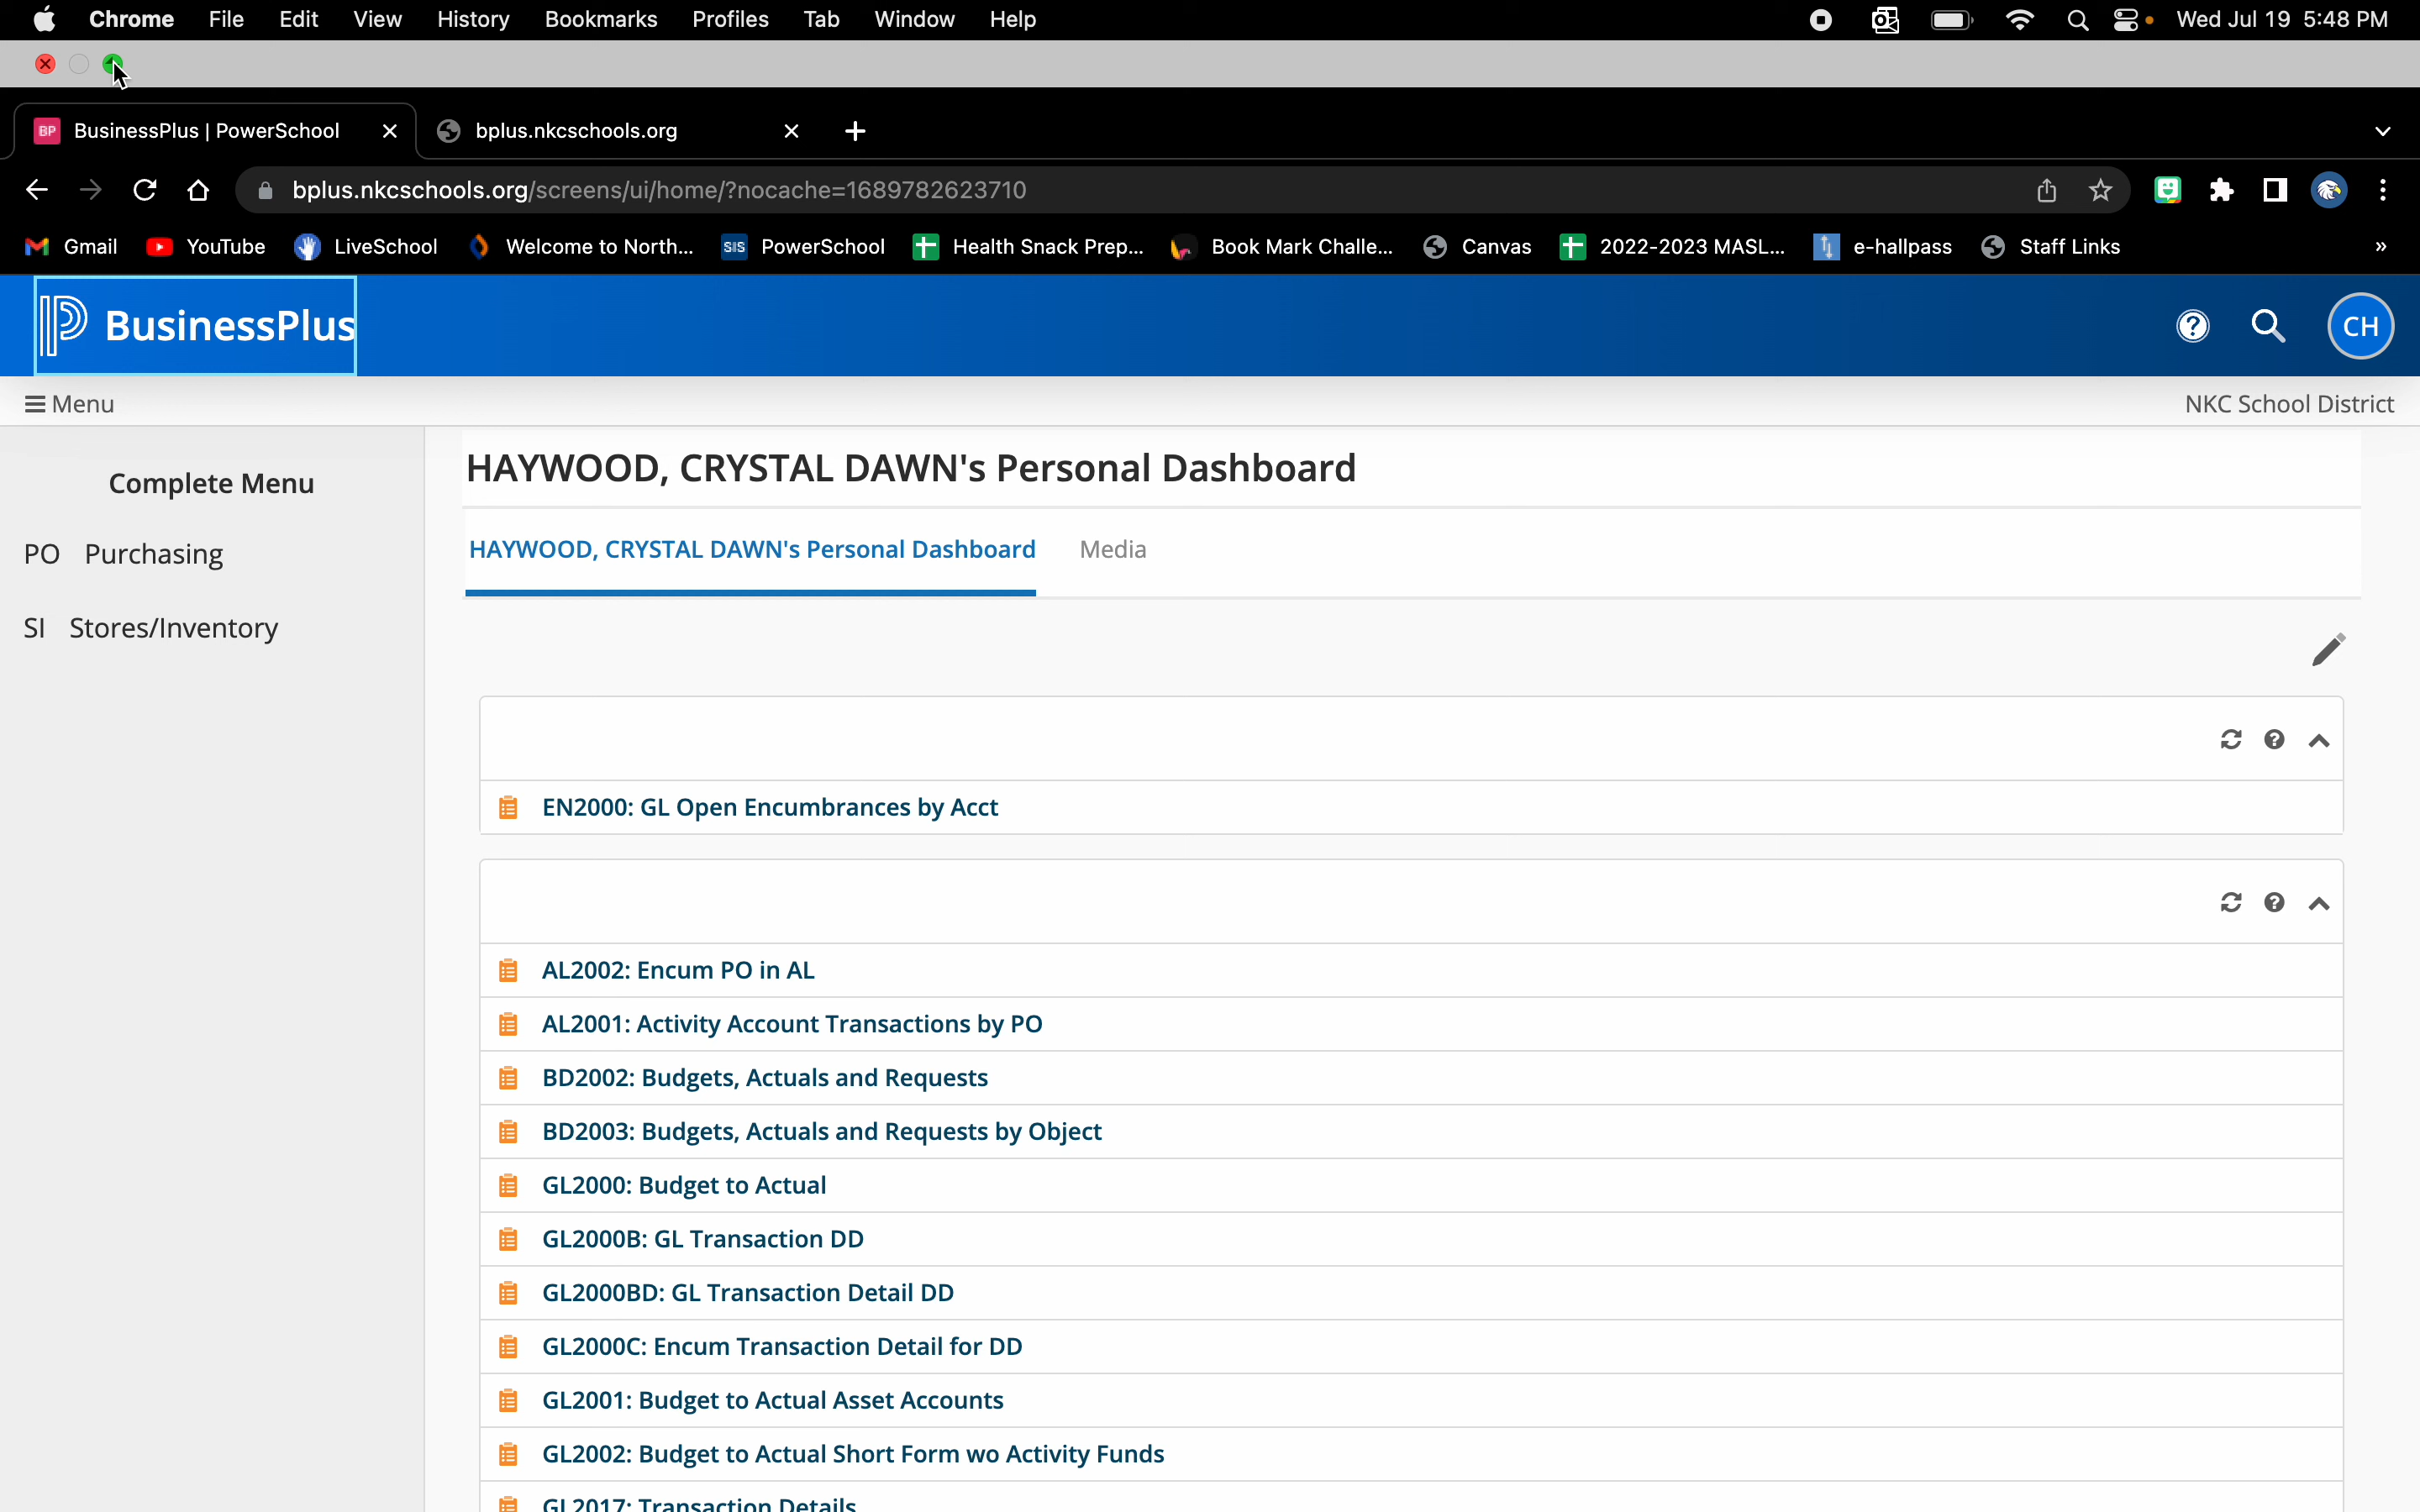 Chrome File Edit View History Bookmarks Profiles Tab Window Help Wed Jul 19 5:48 PM
BP BusinessPlus | PowerSchool bplus.nkcschools.org
bplus.nkcschools.org/screens/ui/home/?nocache=1689782623710
Gmail YouTube LiveSchool Welcome to North... SIS PowerSchool Health Snack Prep... Book Mark Challe... Canvas 2022-2023 MASL... e-hallpass Staff Links »
BusinessPlus CH
Menu NKC School District
Complete Menu
PO Purchasing
SI Stores/Inventory
HAYWOOD, CRYSTAL DAWN's Personal Dashboard
HAYWOOD, CRYSTAL DAWN's Personal Dashboard Media
EN2000: GL Open Encumbrances by Acct
AL2002: Encum PO in AL
AL2001: Activity Account Transactions by PO
BD2002: Budgets, Actuals and Requests
BD2003: Budgets, Actuals and Requests by Object
GL2000: Budget to Actual
GL2000B: GL Transaction DD
GL2000BD: GL Transaction Detail DD
GL2000C: Encum Transaction Detail for DD
GL2001: Budget to Actual Asset Accounts
GL2002: Budget to Actual Short Form wo Activity Funds
GL2017: Transaction Details